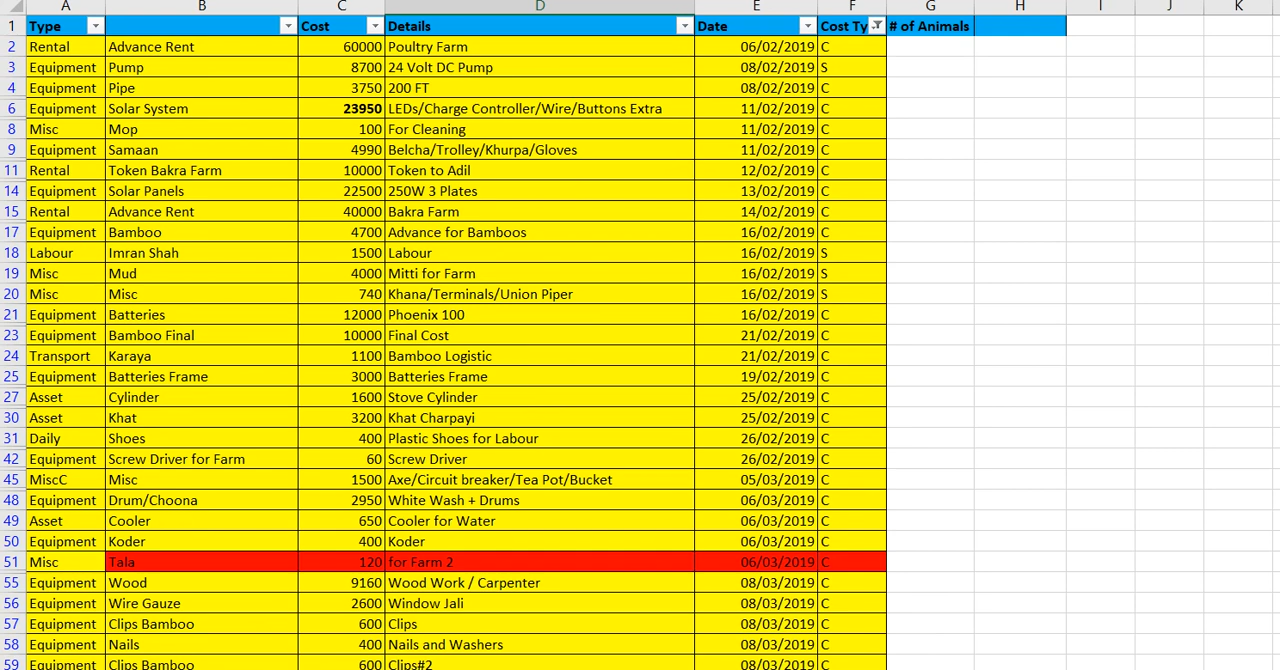 A B C D E F G H I J K
1 Type Cost Details Date Cost Ty # of Animals
2 Rental Advance Rent 60000 Poultry Farm 06/02/2019 C
3 Equipment Pump 8700 24 Volt DC Pump 08/02/2019 S
4 Equipment Pipe 3750 200 FT 08/02/2019 C
6 Equipment Solar System 23950 LEDs/Charge Controller/Wire/Buttons Extra 11/02/2019 C
8 Misc Mop 100 For Cleaning 11/02/2019 C
9 Equipment Samaan 4990 Belcha/Trolley/Khurpa/Gloves 11/02/2019 C
11 Rental Token Bakra Farm 10000 Token to Adil 12/02/2019 C
14 Equipment Solar Panels 22500 250W 3 Plates 13/02/2019 C
15 Rental Advance Rent 40000 Bakra Farm 14/02/2019 C
17 Equipment Bamboo 4700 Advance for Bamboos 16/02/2019 C
18 Labour Imran Shah 1500 Labour 16/02/2019 S
19 Misc Mud 4000 Mitti for Farm 16/02/2019 S
20 Misc Misc 740 Khana/Terminals/Union Piper 16/02/2019 S
21 Equipment Batteries 12000 Phoenix 100 16/02/2019 C
23 Equipment Bamboo Final 10000 Final Cost 21/02/2019 C
24 Transport Karaya 1100 Bamboo Logistic 21/02/2019 C
25 Equipment Batteries Frame 3000 Batteries Frame 19/02/2019 C
27 Asset Cylinder 1600 Stove Cylinder 25/02/2019 C
30 Asset Khat 3200 Khat Charpayi 25/02/2019 C
31 Daily Shoes 400 Plastic Shoes for Labour 26/02/2019 C
42 Equipment Screw Driver for Farm 60 Screw Driver 26/02/2019 C
45 MiscC Misc 1500 Axe/Circuit breaker/Tea Pot/Bucket 05/03/2019 C
48 Equipment Drum/Choona 2950 White Wash + Drums 06/03/2019 C
49 Asset Cooler 650 Cooler for Water 06/03/2019 C
50 Equipment Koder 400 Koder 06/03/2019 C
51 Misc Tala 120 for Farm 2 06/03/2019 C
55 Equipment Wood 9160 Wood Work / Carpenter 08/03/2019 C
56 Equipment Wire Gauze 2600 Window Jali 08/03/2019 C
57 Equipment Clips Bamboo 600 Clips 08/03/2019 C
58 Equipment Nails 400 Nails and Washers 08/03/2019 C
59 Equipment Clips Bamboo 600 Clips#2 08/03/2019 C